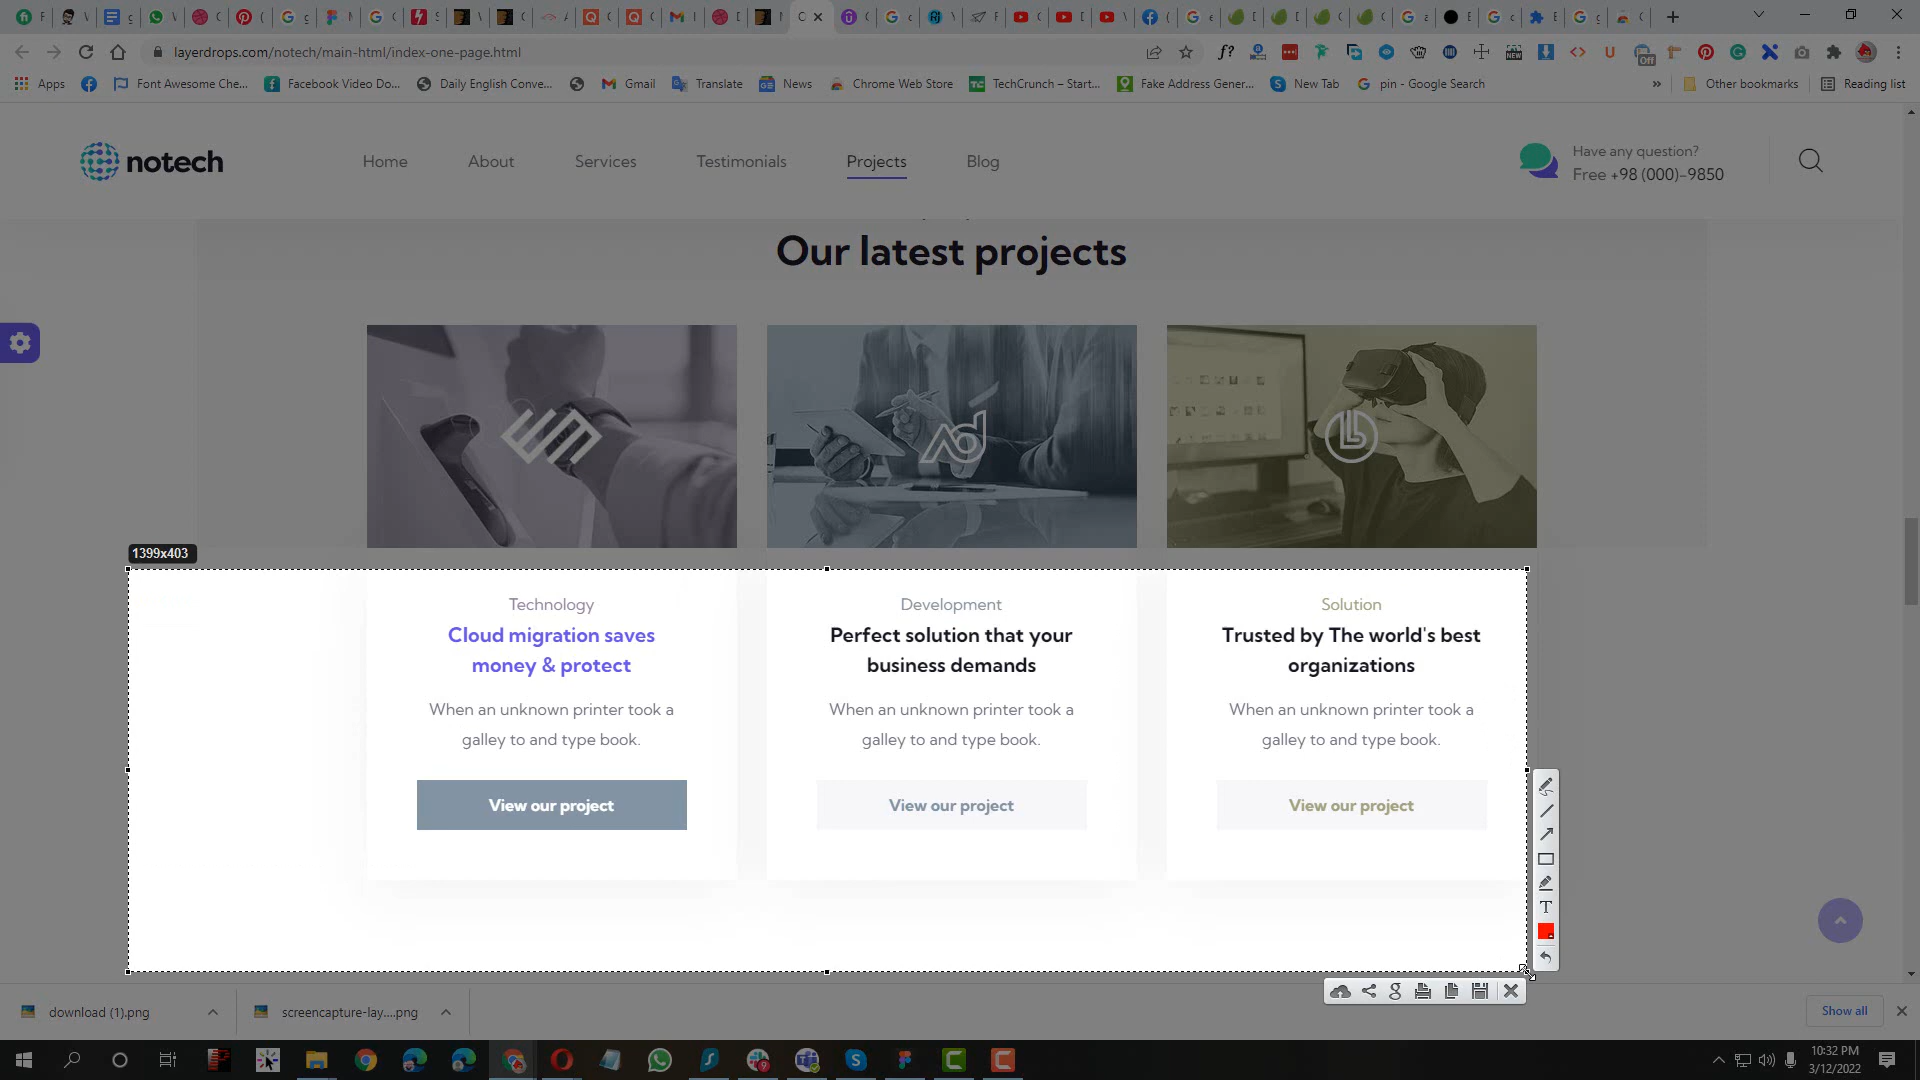 layerdrops.com/notech/main-html/index-one-page.html
Apps
Font Awesome Che...
Facebook Video Do...
Daily English Conve...
Gmail
Translate
News
Chrome Web Store
TechCrunch – Start...
Fake Address Gener...
New Tab
pin - Google Search
»
Other bookmarks
Reading list
notech
Home
About
Services
Testimonials
Projects
Blog
Have any question?
Free +98 (000)-9850
Our latest projects
1399x403
Technology
Cloud migration saves
money & protect
When an unknown printer took a
galley to and type book.
View our project
Development
Perfect solution that your
business demands
When an unknown printer took a
galley to and type book.
View our project
Solution
Trusted by The world's best
organizations
When an unknown printer took a
galley to and type book.
View our project
download (1).png
screencapture-lay....png
Show all
10:32 PM
3/12/2022